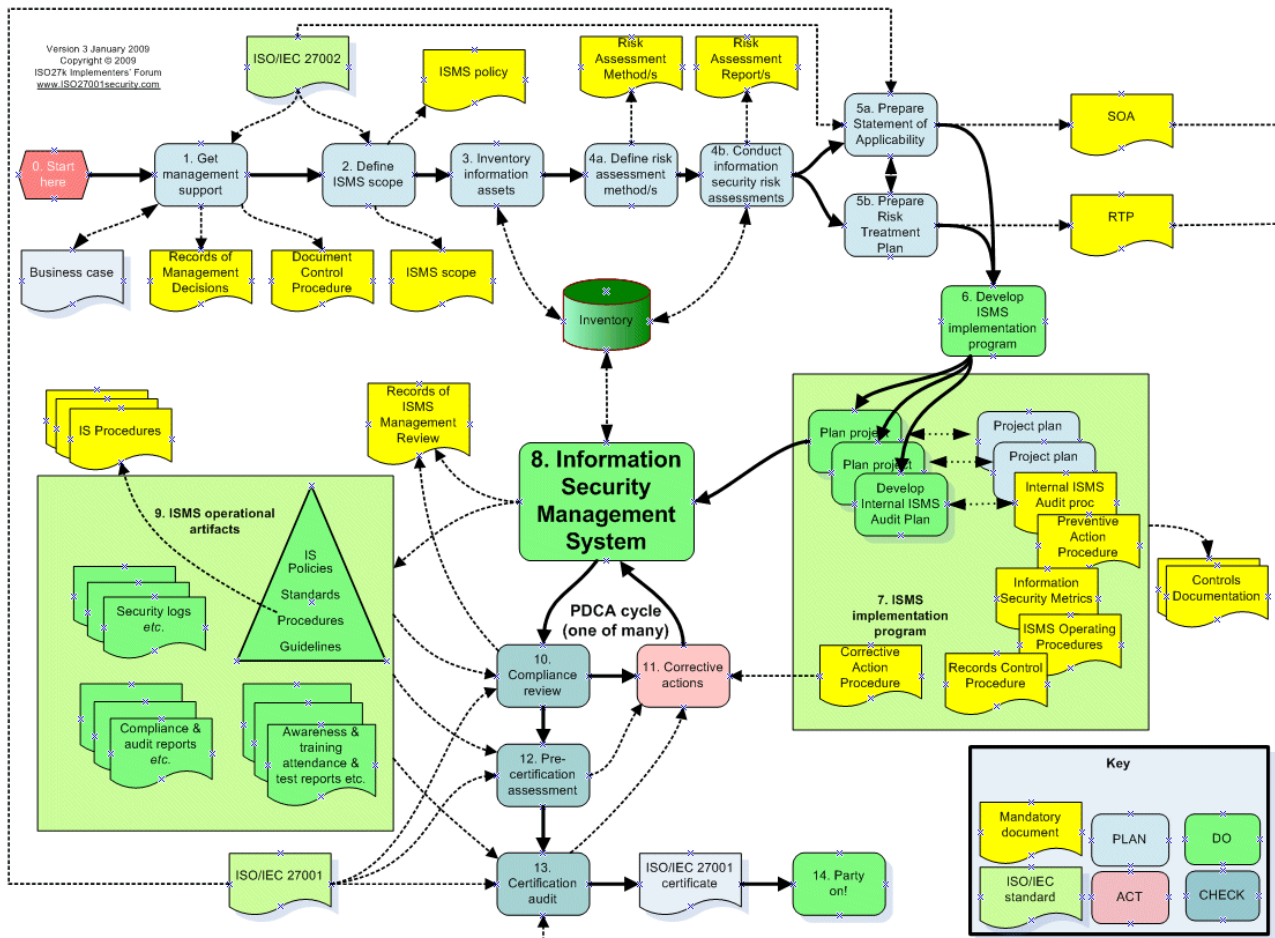 Version 3 January 2009
Copyright © 2009
ISO27k Implementers' Forum
www.ISO27001security.com
ISO/IEC 27002
ISMS policy
Risk
Assessment
Method/s
Risk
Assessment
Report/s
0. Start
here
1. Get
management
support
2. Define
ISMS scope
3. Inventory
information
assets
4a. Define risk
assessment
method/s
4b. Conduct
information
security risk
assessments
5a. Prepare
Statement of
Applicability
SOA
5b. Prepare
Risk
Treatment
Plan
RTP
Business case
Records of
Management
Decisions
Document
Control
Procedure
ISMS scope
Inventory
6. Develop
ISMS
implementation
program
IS Procedures
Records of
ISMS
Management
Review
8. Information
Security
Management
System
Plan project
Plan project
Develop
Internal ISMS
Audit Plan
Project plan
Project plan
Internal ISMS
Audit proc
Preventive
Action
Procedure
Information
Security Metrics
ISMS Operating
Procedures
Records Control
Procedure
7. ISMS
implementation
program
Corrective
Action
Procedure
Controls
Documentation
9. ISMS operational
artifacts
IS
Policies
Standards
Procedures
Guidelines
Security logs
etc.
Compliance &
audit reports
etc.
Awareness &
training
attendance &
test reports etc.
PDCA cycle
(one of many)
10.
Compliance
review
11. Corrective
actions
12. Pre-
certification
assessment
ISO/IEC 27001
13.
Certification
audit
ISO/IEC 27001
certificate
14. Party
on!
Key
Mandatory
document
PLAN
DO
ISO/IEC
standard
ACT
CHECK